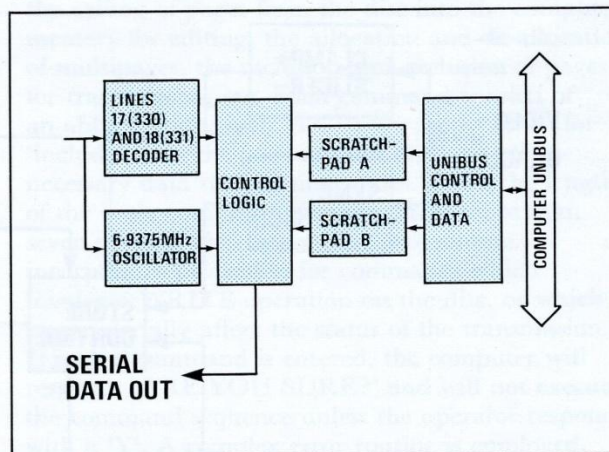 LINES
17(330)
AND 18(331)
DECODER
6·9375MHz
OSCILLATOR
CONTROL
LOGIC
SCRATCH-
PAD A
SCRATCH-
PAD B
UNIBUS
CONTROL
AND
DATA
COMPUTER UNIBUS
SERIAL
DATA OUT